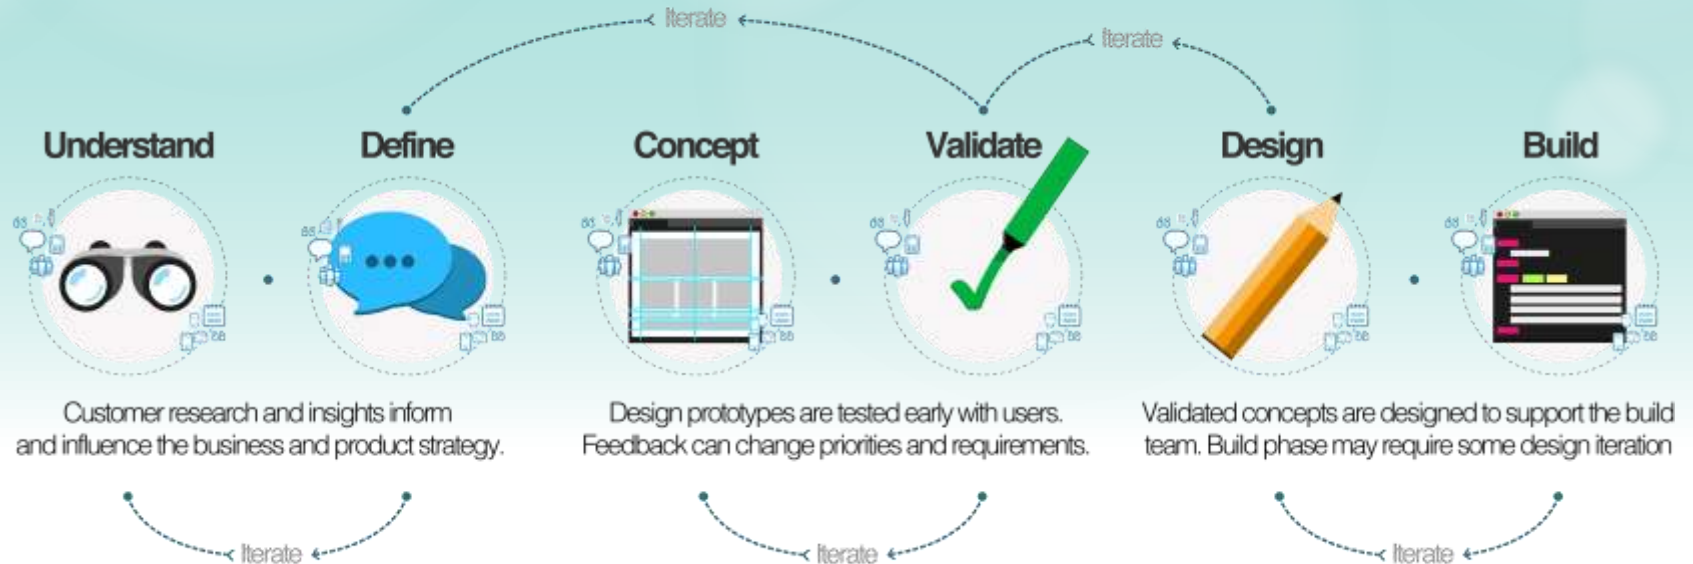 Iterate
Iterate
Understand
Define
Concept
Validate
Design
Build
Customer research and insights inform
and influence the business and product strategy.
Design prototypes are tested early with users.
Feedback can change priorities and requirements.
Validated concepts are designed to support the build
team. Build phase may require some design iteration
Iterate
Iterate
Iterate